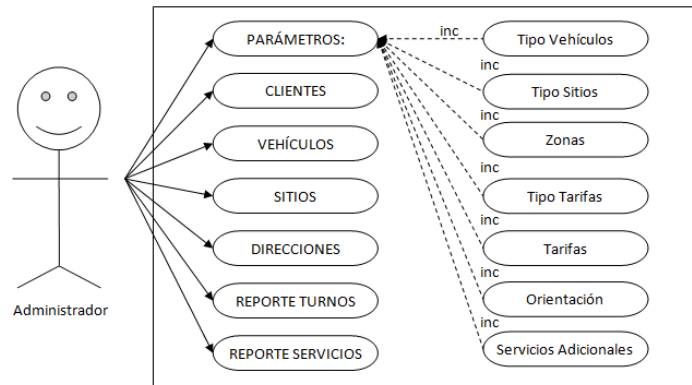 PARÁMETROS:
inc
Tipo Vehículos
CLIENTES
inc
Tipo Sitios
VEHÍCULOS
inc
Zonas
SITIOS
inc
Tipo Tarifas
DIRECCIONES
inc
Tarifas
REPORTE TURNOS
inc
Orientación
REPORTE SERVICIOS
inc
Servicios Adicionales
Administrador